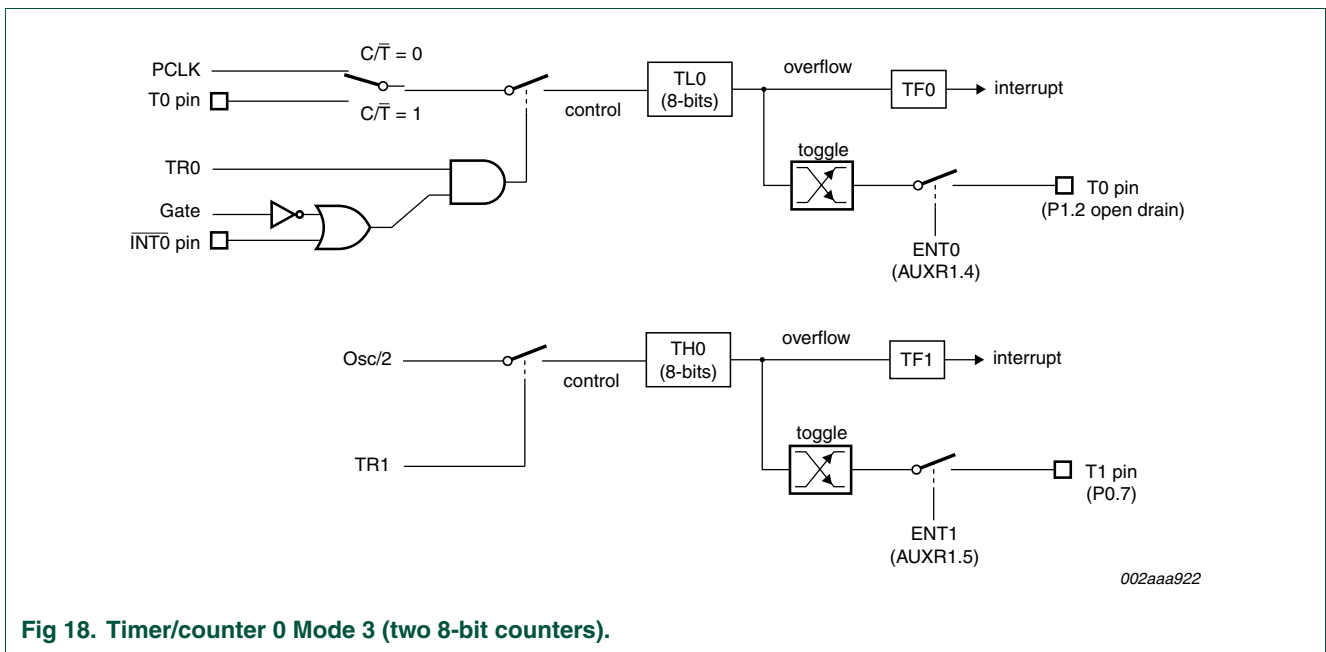 C/T̅ = 0
PCLK
T0 pin
C/T̅ = 1
control
TL0
(8-bits)
overflow
TF0
interrupt
TR0
Gate
I̅N̅T̅0̅ pin
toggle
T0 pin
(P1.2 open drain)
ENT0
(AUXR1.4)
Osc/2
control
TH0
(8-bits)
overflow
TF1
interrupt
TR1
toggle
T1 pin
(P0.7)
ENT1
(AUXR1.5)
002aaa922
Fig 18. Timer/counter 0 Mode 3 (two 8-bit counters).